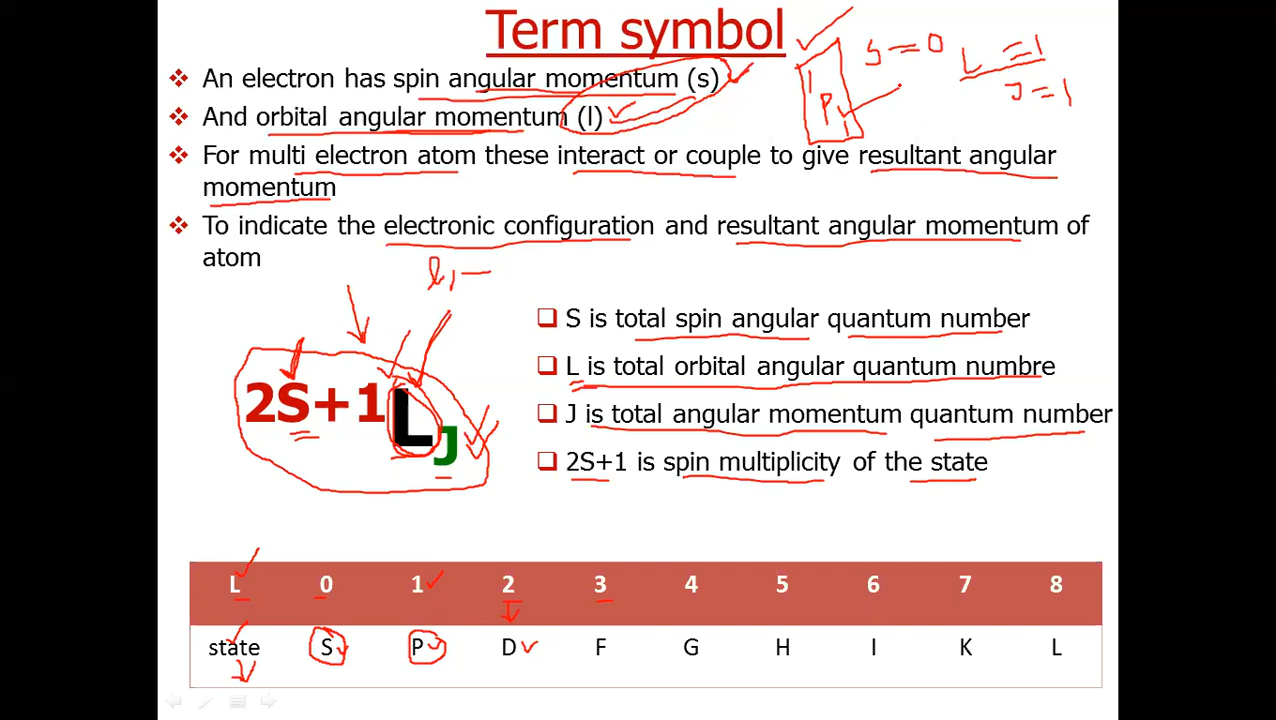 Term symbol
S=0
L=1
J=1
1P1
❖ An electron has spin angular momentum (s)
❖ And orbital angular momentum (l)
❖ For multi electron atom these interact or couple to give resultant angular
momentum
❖ To indicate the electronic configuration and resultant angular momentum of
atom
2S+1LJ
❑ S is total spin angular quantum number
❑ L is total orbital angular quantum numbre
❑ J is total angular momentum quantum number
❑ 2S+1 is spin multiplicity of the state
L 0 1 2 3 4 5 6 7 8
state S P D F G H I K L